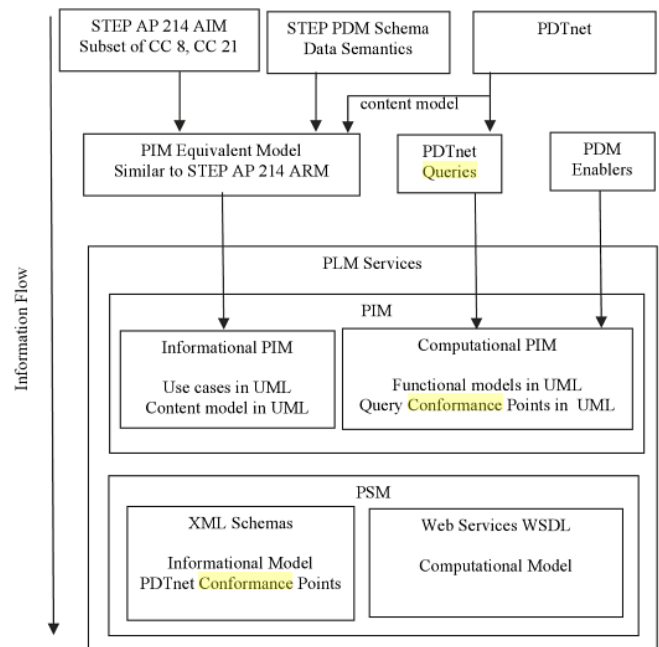 STEP AP 214 AIM
Subset of CC 8, CC 21
STEP PDM Schema
Data Semantics
PDTnet
content model
PIM Equivalent Model
Similar to STEP AP 214 ARM
PDTnet
Queries
PDM
Enablers
Information Flow
PLM Services
PIM
Informational PIM
Use cases in UML
Content model in UML
Computational PIM
Functional models in UML
Query Conformance Points in UML
PSM
XML Schemas
Informational Model
PDTnet Conformance Points
Web Services WSDL
Computational Model